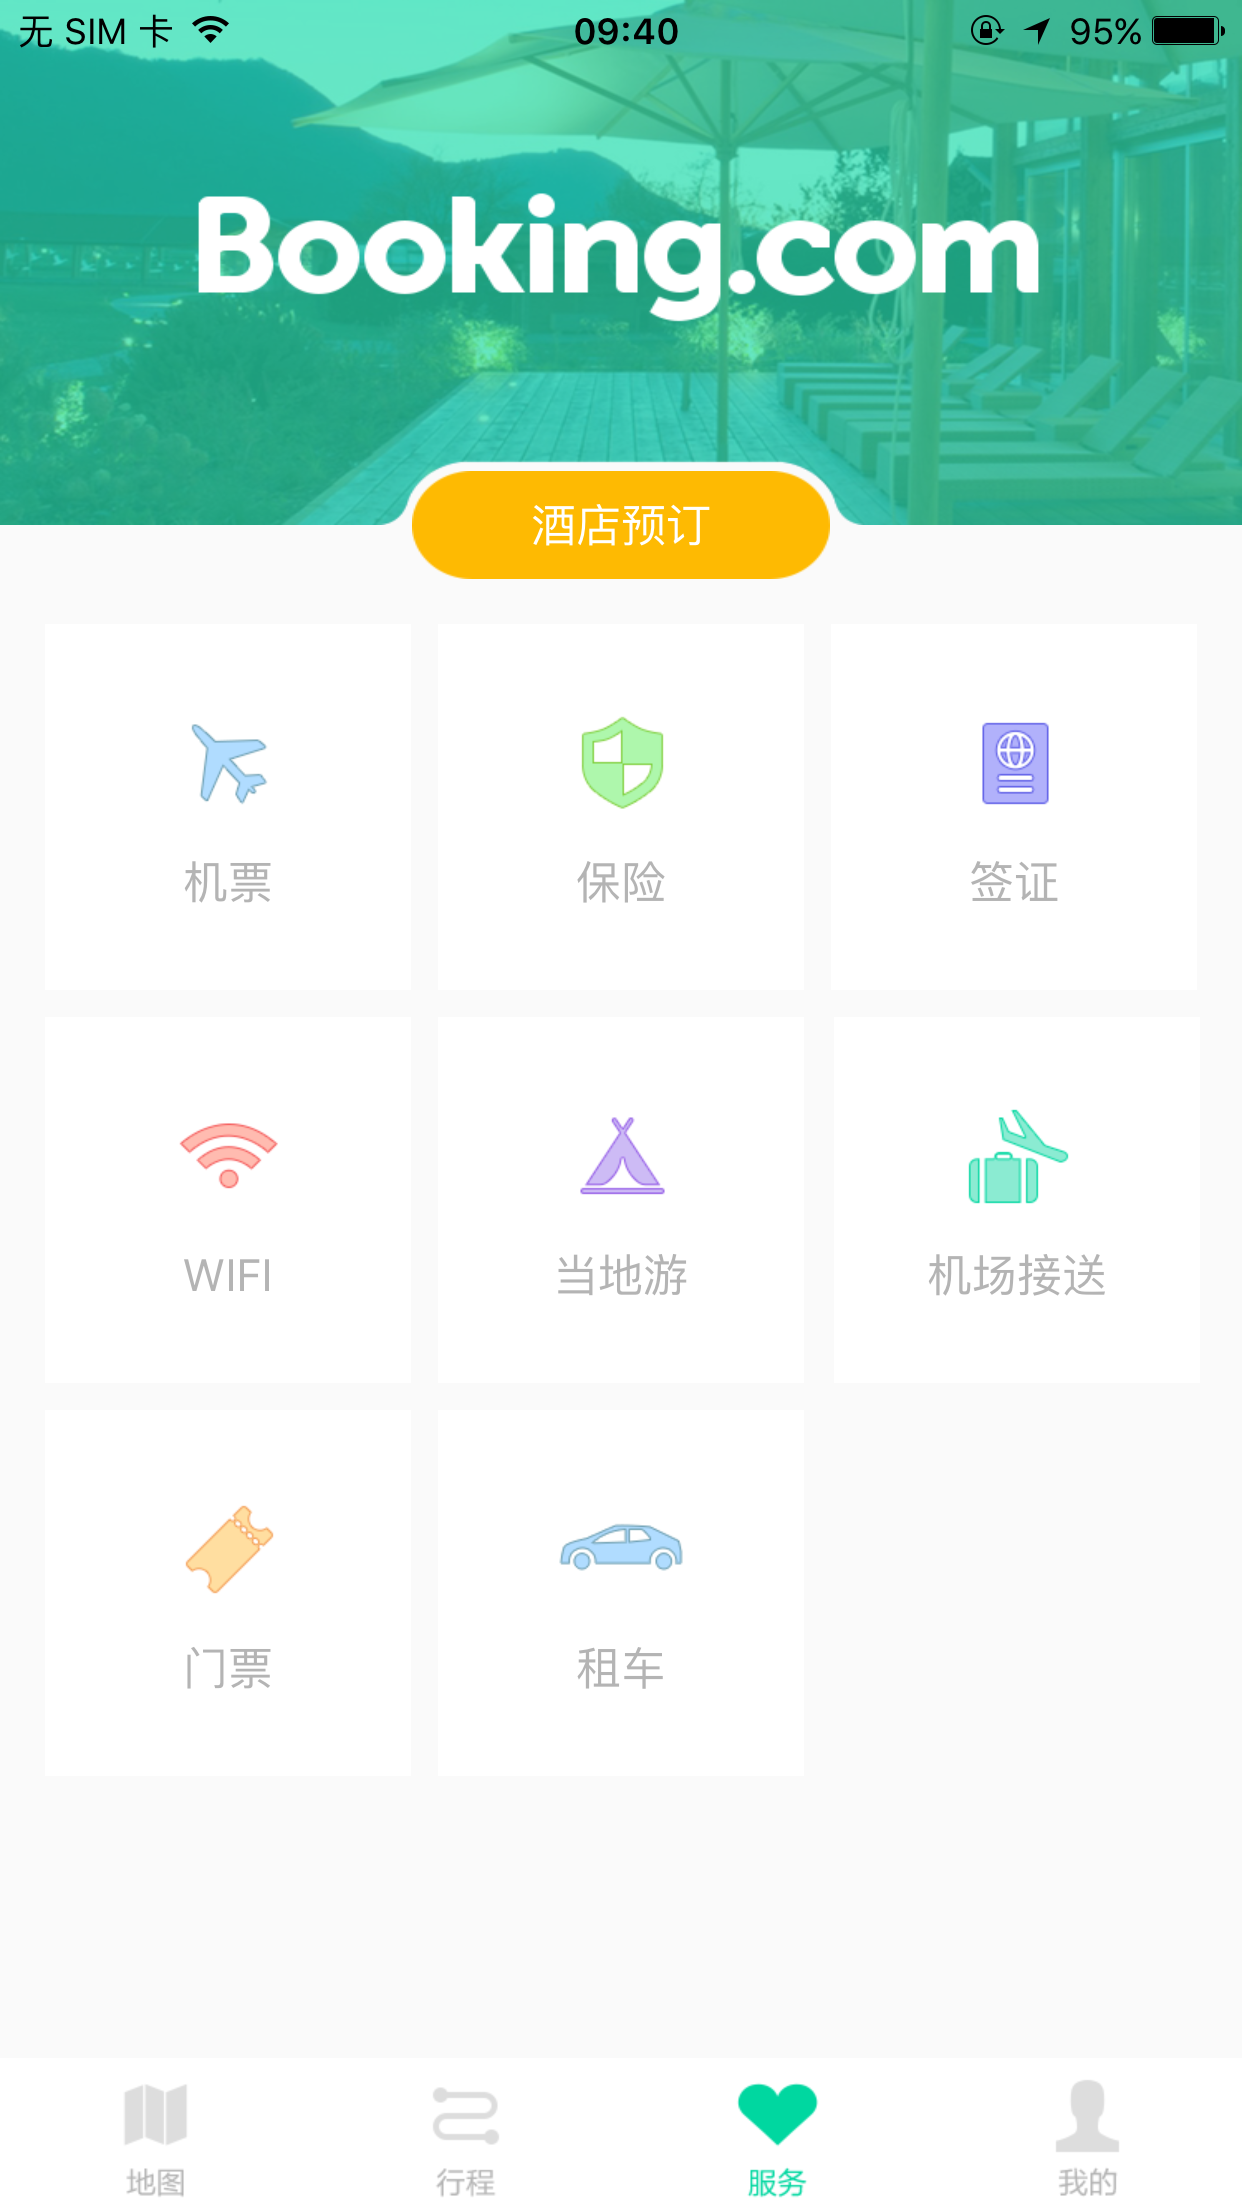 无 SIM 卡
09:40
95%
Booking.com
酒店预订
机票
保险
签证
WIFI
当地游
机场接送
门票
租车
地图
行程
服务
我的